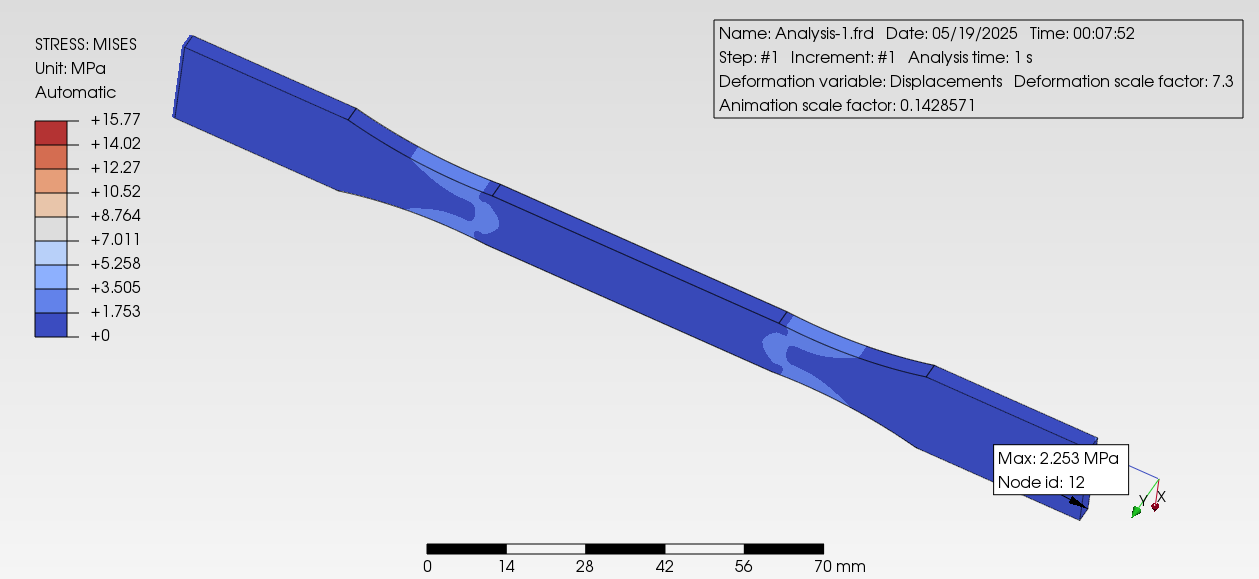 STRESS: MISES
Unit: MPa
Automatic
+15.77
+14.02
+12.27
+10.52
+8.764
+7.011
+5.258
+3.505
+1.753
+0
Name: Analysis-1.frd   Date: 05/19/2025   Time: 00:07:52
Step: #1   Increment: #1   Analysis time: 1 s
Deformation variable: Displacements   Deformation scale factor: 7.3
Animation scale factor: 0.1428571
Max: 2.253 MPa
Node id: 12
Y X
0 14 28 42 56 70 mm